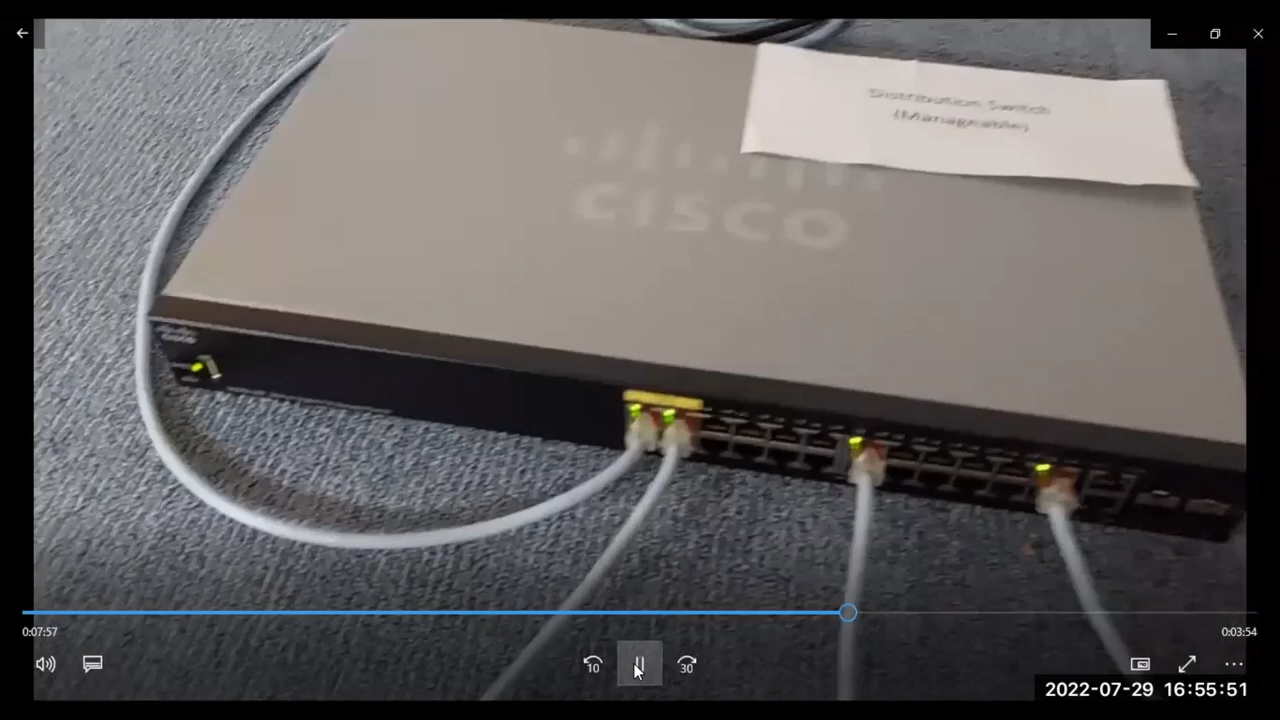 Distribution Switch
(Manageable)
CISCO
0:07:57
0:03:54
10
30
2022-07-29 16:55:51